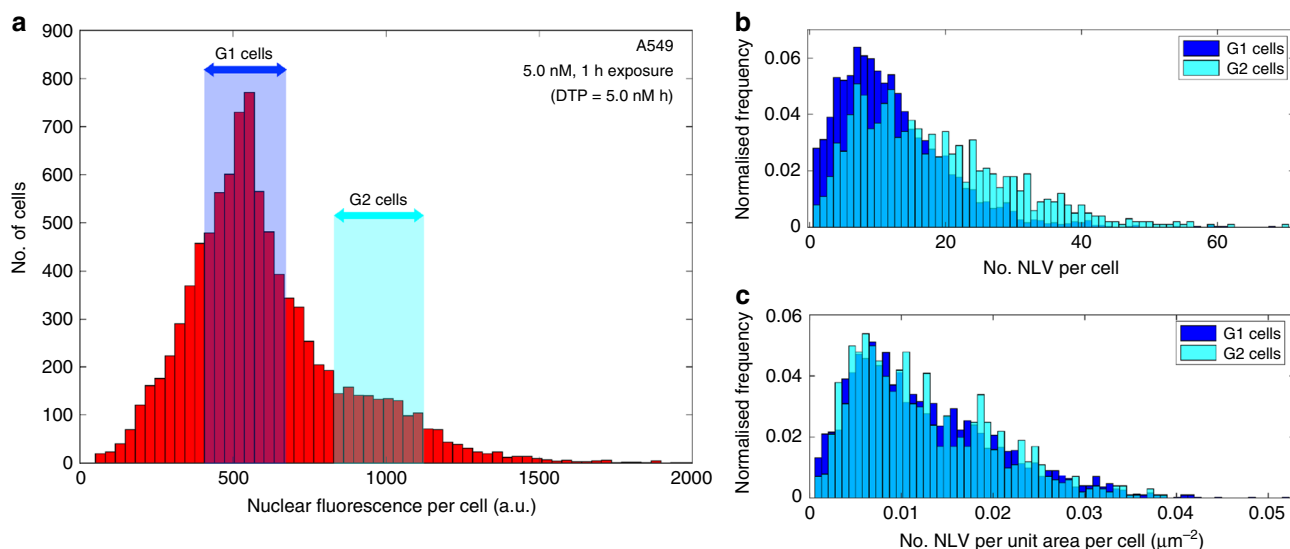 a
900
800
700
600
500
400
300
200
100
0
No. of cells
G1 cells
G2 cells
A549
5.0 nM, 1 h exposure
(DTP = 5.0 nM h)
0
500
1000
1500
2000
Nuclear fluorescence per cell (a.u.)
b
0.06
0.04
0.02
0
Normalised frequency
G1 cells
G2 cells
0
20
40
60
No. NLV per cell
c
0.06
0.04
0.02
0
Normalised frequency
G1 cells
G2 cells
0
0.01
0.02
0.03
0.04
0.05
No. NLV per unit area per cell (μm⁻²)